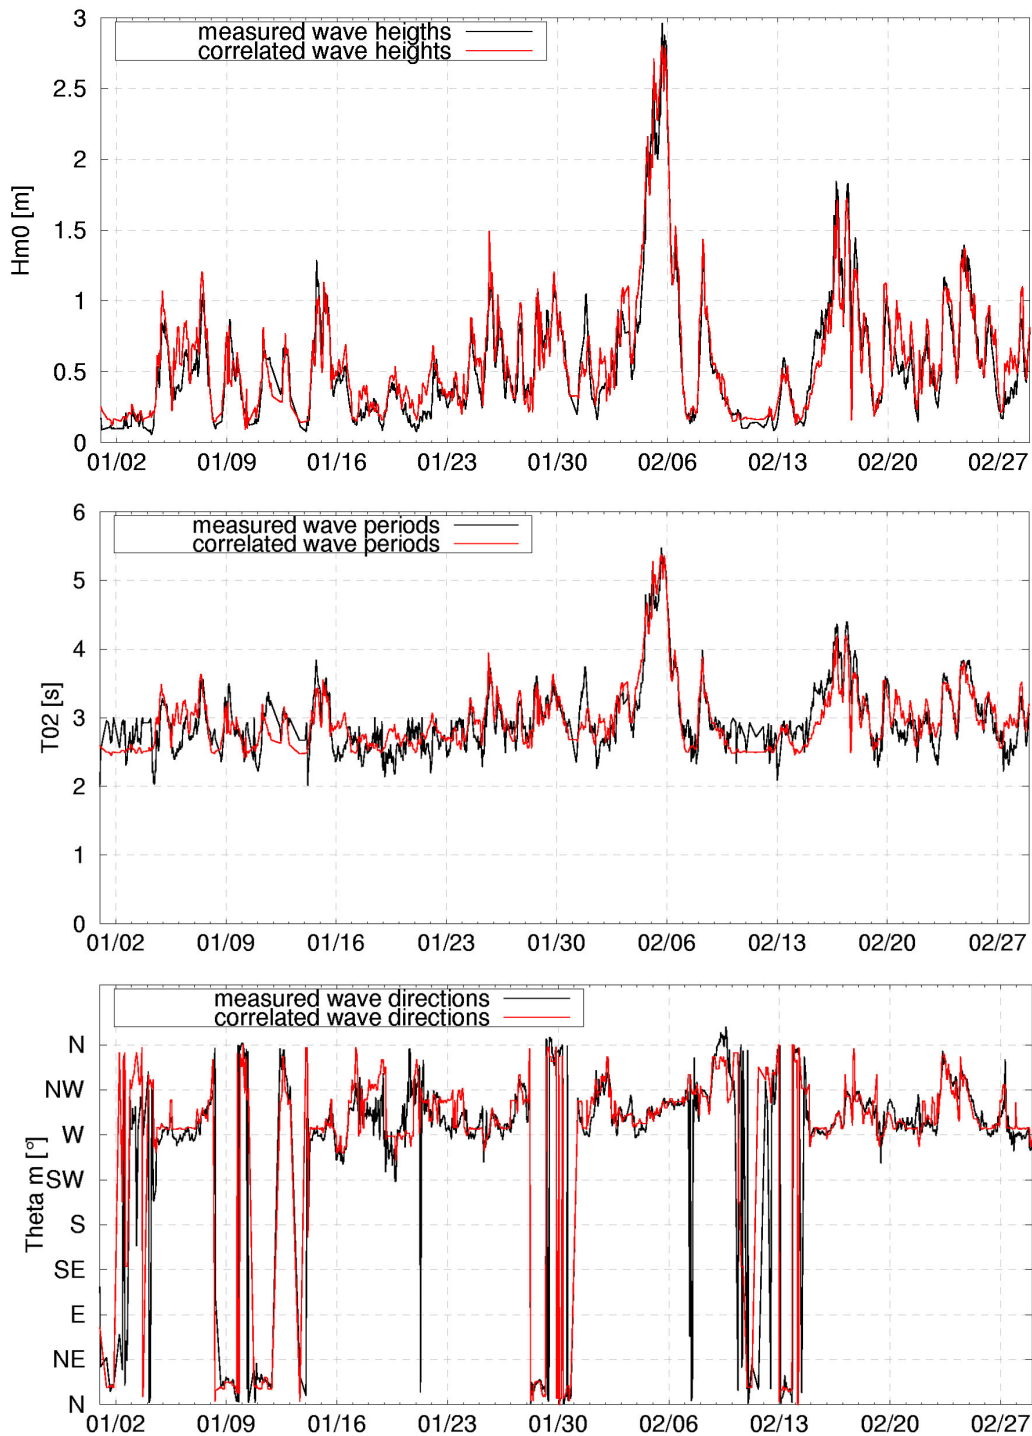 measured wave heigths
correlated wave heights
3
2.5
2
1.5
1
0.5
0
Hm0 [m]
01/02 01/09 01/16 01/23 01/30 02/06 02/13 02/20 02/27
measured wave periods
correlated wave periods
6
5
4
3
2
1
0
T02 [s]
01/02 01/09 01/16 01/23 01/30 02/06 02/13 02/20 02/27
measured wave directions
correlated wave directions
N
NW
W
SW
S
SE
E
NE
N
Theta m [º]
01/02 01/09 01/16 01/23 01/30 02/06 02/13 02/20 02/27